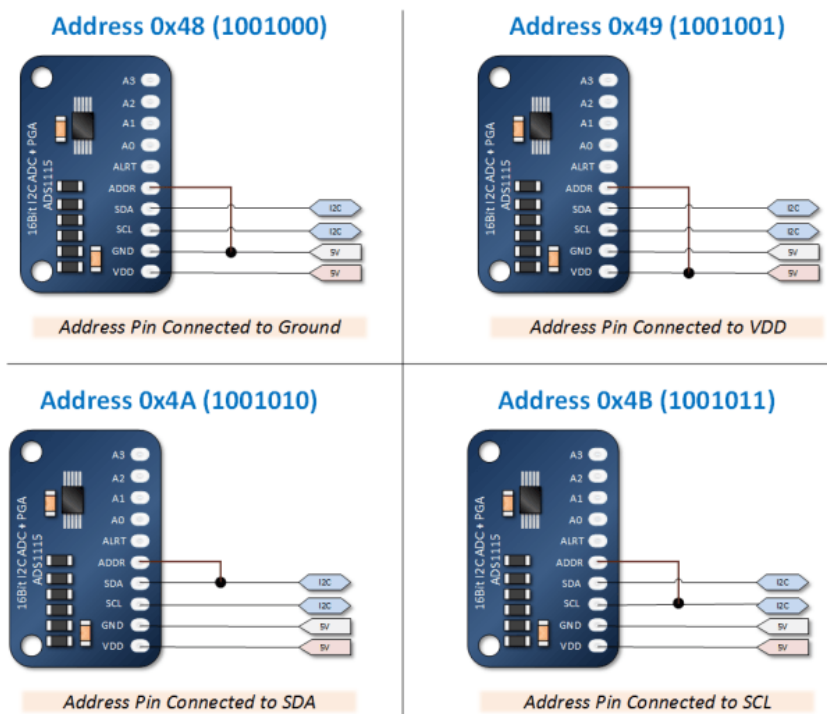 Address 0x48 (1001000)
16Bit I2C ADC + PGA
ADS1115
A3
A2
A1
A0
ALRT
ADDR
SDA
SCL
GND
VDD
I2C
I2C
5V
5V
Address Pin Connected to Ground
Address 0x49 (1001001)
16Bit I2C ADC + PGA
ADS1115
A3
A2
A1
A0
ALRT
ADDR
SDA
SCL
GND
VDD
I2C
I2C
5V
5V
Address Pin Connected to VDD
Address 0x4A (1001010)
16Bit I2C ADC + PGA
ADS1115
A3
A2
A1
A0
ALRT
ADDR
SDA
SCL
GND
VDD
I2C
I2C
5V
5V
Address Pin Connected to SDA
Address 0x4B (1001011)
16Bit I2C ADC + PGA
ADS1115
A3
A2
A1
A0
ALRT
ADDR
SDA
SCL
GND
VDD
I2C
I2C
5V
5V
Address Pin Connected to SCL